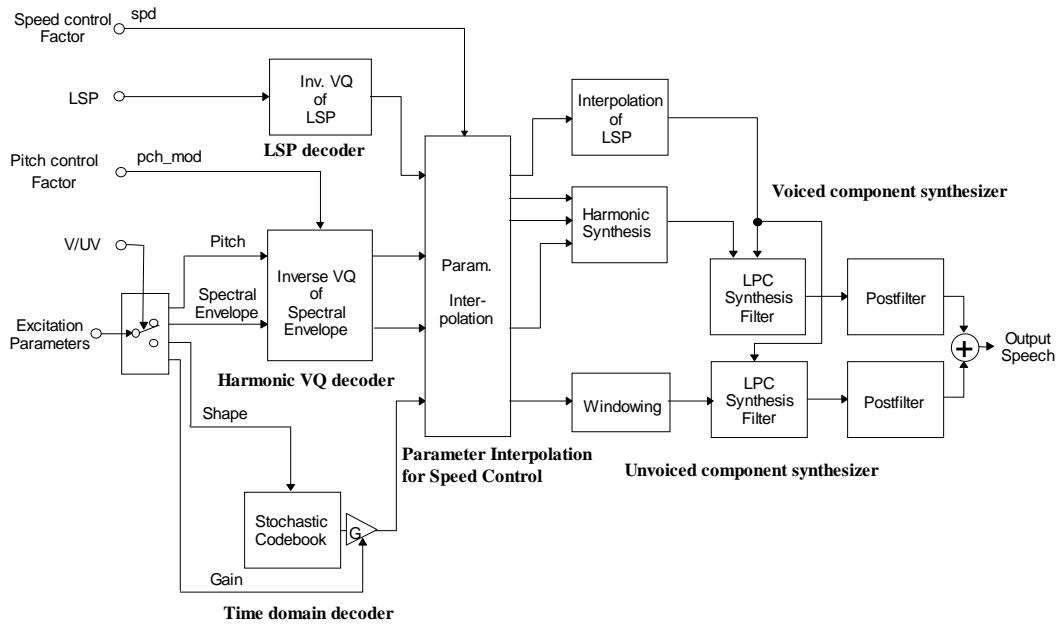 Speed control
Factor
spd
LSP
Inv. VQ
of
LSP
LSP decoder
Interpolation
of
LSP
Pitch control
Factor
pch_mod
Voiced component synthesizer
V/UV
Pitch
Spectral
Envelope
Inverse VQ
of
Spectral
Envelope
Harmonic VQ decoder
Excitation
Parameters
Param.
Inter-
polation
Harmonic
Synthesis
LPC
Synthesis
Filter
Postfilter
+
Output
Speech
Shape
Windowing
LPC
Synthesis
Filter
Postfilter
Parameter Interpolation
for Speed Control
Unvoiced component synthesizer
Stochastic
Codebook
G
Gain
Time domain decoder